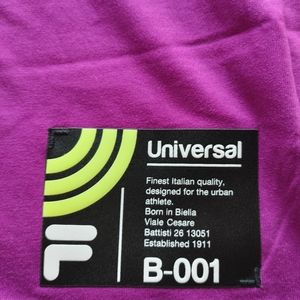 Universal
Finest Italian quality,
designed for the urban
athlete.
Born in Biella
Viale Cesare
Battisti 26 13051
Established 1911
B-001
F